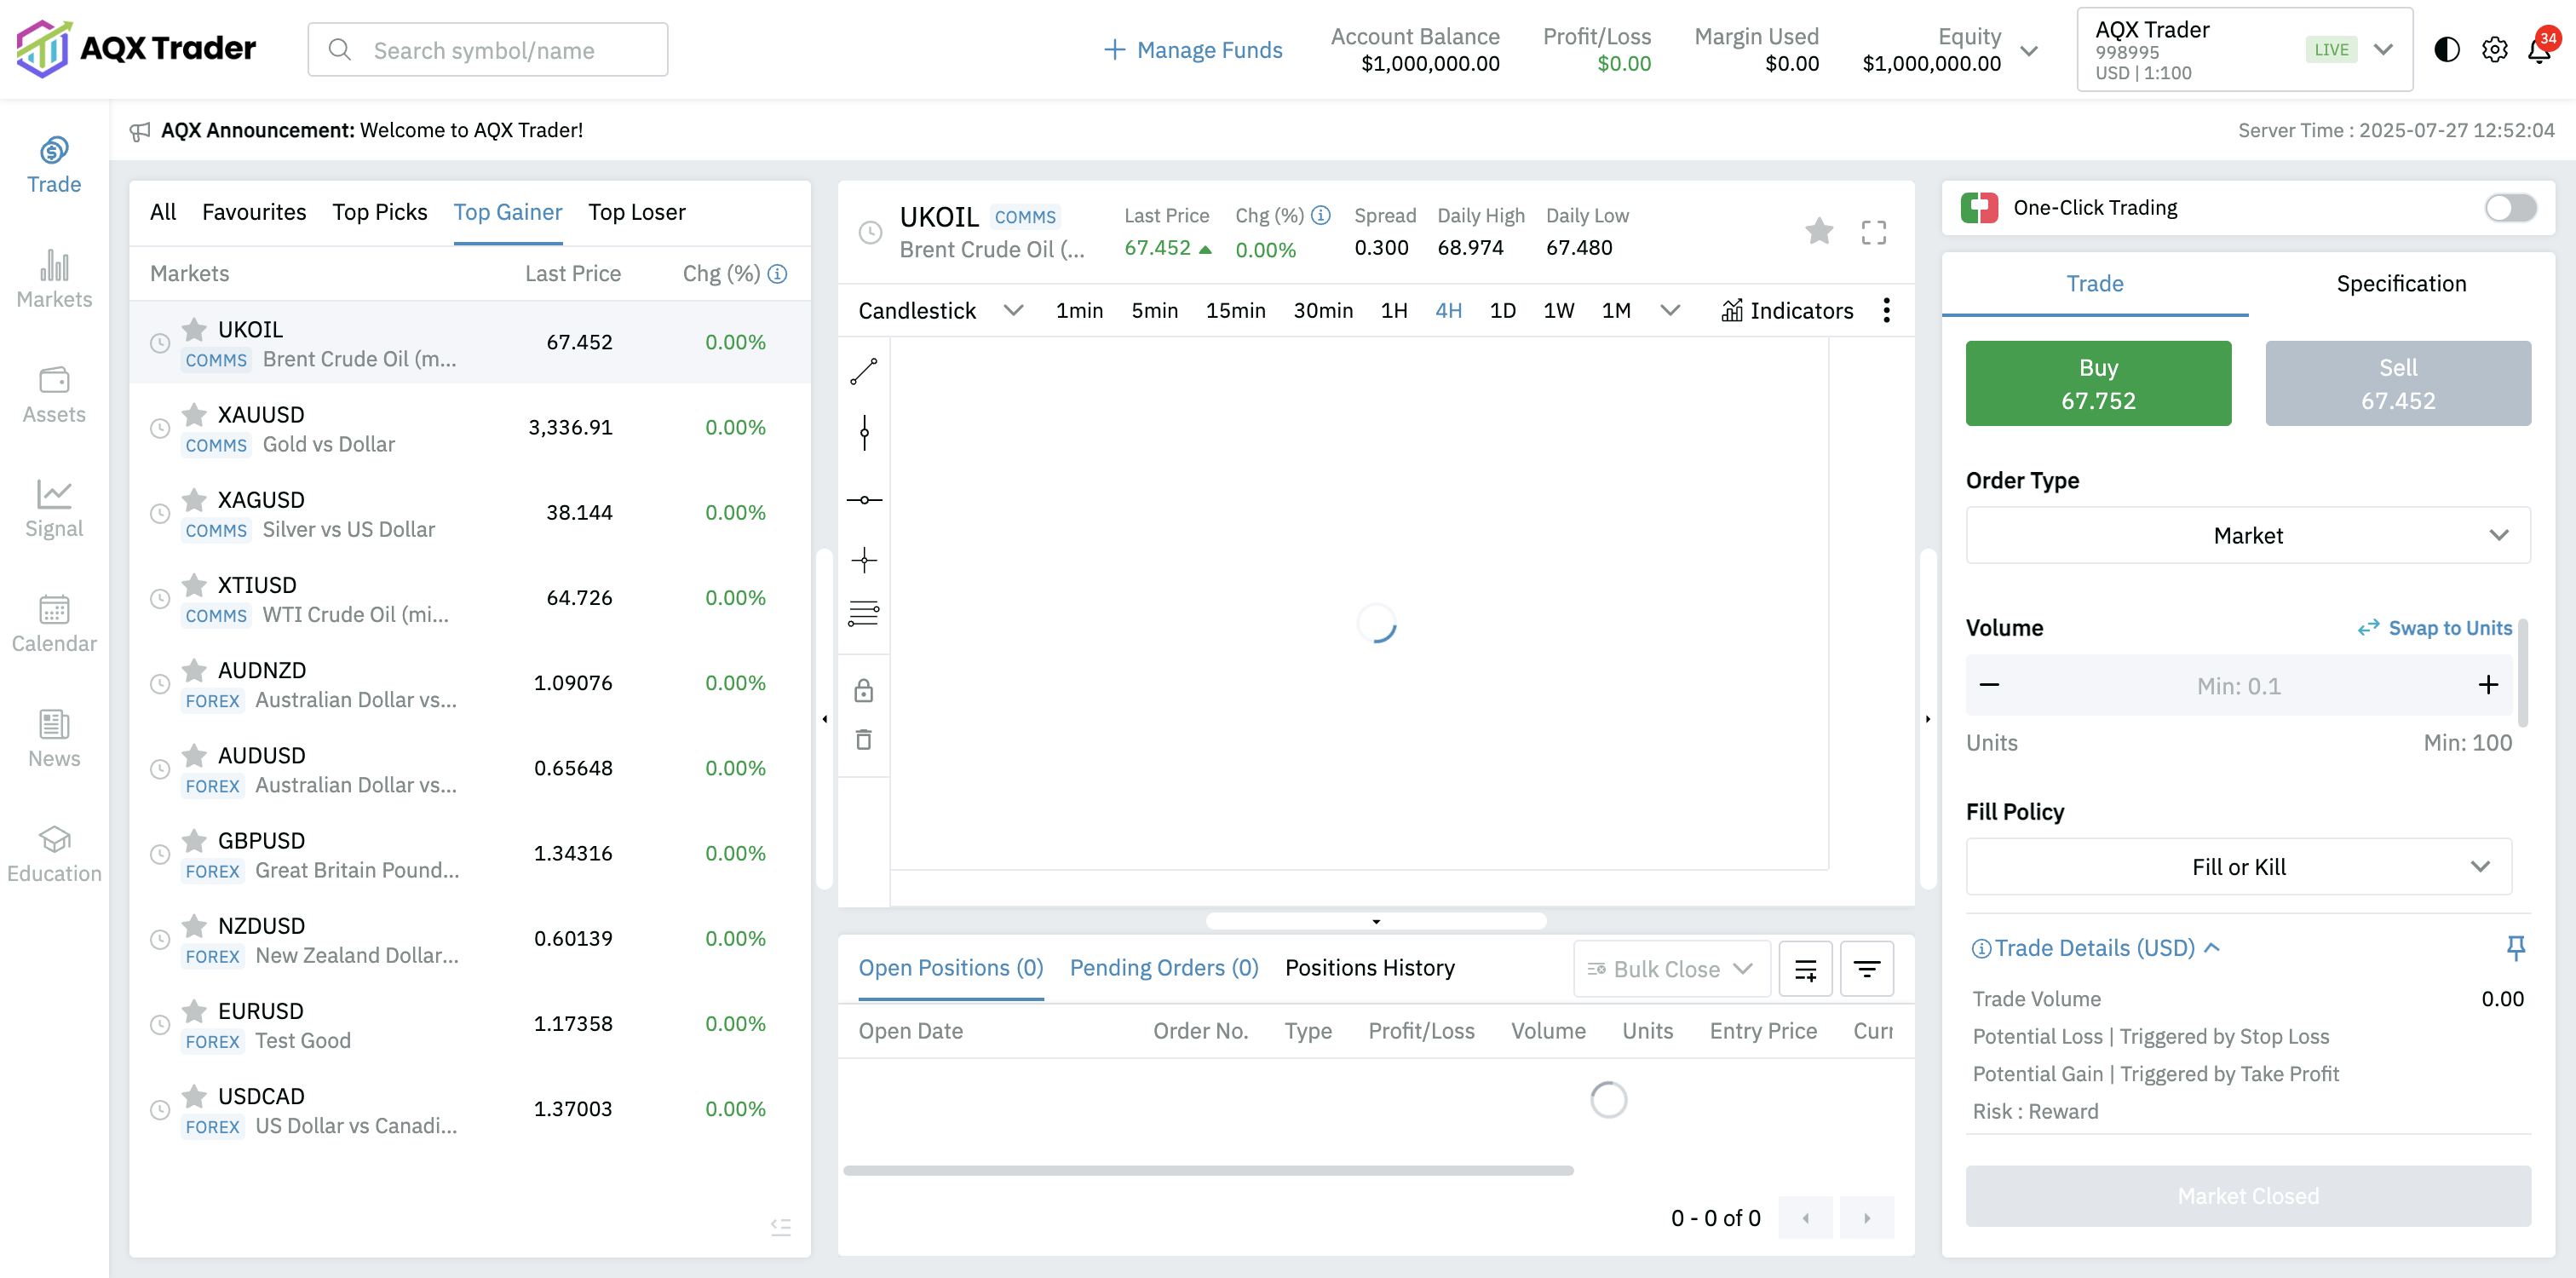 AQX Trader
Search symbol/name
Manage Funds
Account Balance
$1,000,000.00
Profit/Loss
$0.00
Margin Used
$0.00
Equity
$1,000,000.00
AQX Trader
998995
USD | 1:100
LIVE
34
AQX Announcement: Welcome to AQX Trader!
Server Time : 2025-07-27 12:52:04
Trade
Markets
Assets
Signal
Calendar
News
Education
All Favourites Top Picks Top Gainer Top Loser
Markets Last Price Chg (%)
UKOIL
COMMS Brent Crude Oil (m...
67.452 0.00%
XAUUSD
COMMS Gold vs Dollar
3,336.91 0.00%
XAGUSD
COMMS Silver vs US Dollar
38.144 0.00%
XTIUSD
COMMS WTI Crude Oil (mi...
64.726 0.00%
AUDNZD
FOREX Australian Dollar vs...
1.09076 0.00%
AUDUSD
FOREX Australian Dollar vs...
0.65648 0.00%
GBPUSD
FOREX Great Britain Pound...
1.34316 0.00%
NZDUSD
FOREX New Zealand Dollar...
0.60139 0.00%
EURUSD
FOREX Test Good
1.17358 0.00%
USDCAD
FOREX US Dollar vs Canadi...
1.37003 0.00%
UKOIL COMMS
Brent Crude Oil (...
Last Price Chg (%) Spread Daily High Daily Low
67.452 0.00% 0.300 68.974 67.480
Candlestick 1min 5min 15min 30min 1H 4H 1D 1W 1M Indicators
Open Positions (0) Pending Orders (0) Positions History Bulk Close
Open Date Order No. Type Profit/Loss Volume Units Entry Price Curr
0 - 0 of 0
One-Click Trading
Trade Specification
Buy
67.752
Sell
67.452
Order Type
Market
Volume Swap to Units
Min: 0.1
Units Min: 100
Fill Policy
Fill or Kill
Trade Details (USD)
Trade Volume 0.00
Potential Loss | Triggered by Stop Loss
Potential Gain | Triggered by Take Profit
Risk : Reward
Market Closed